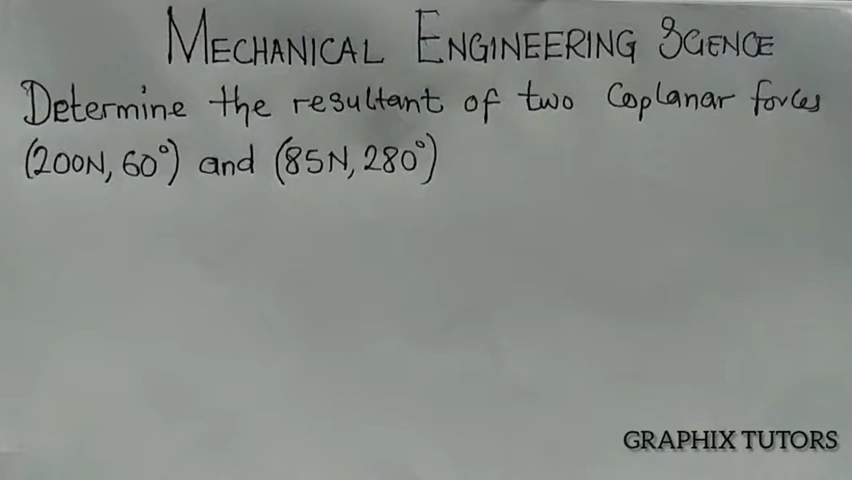 MECHANICAL ENGINEERING SCIENCE
Determine the resultant of two Coplanar forces
(200N, 60°) and (85N, 280°)
GRAPHIX TUTORS